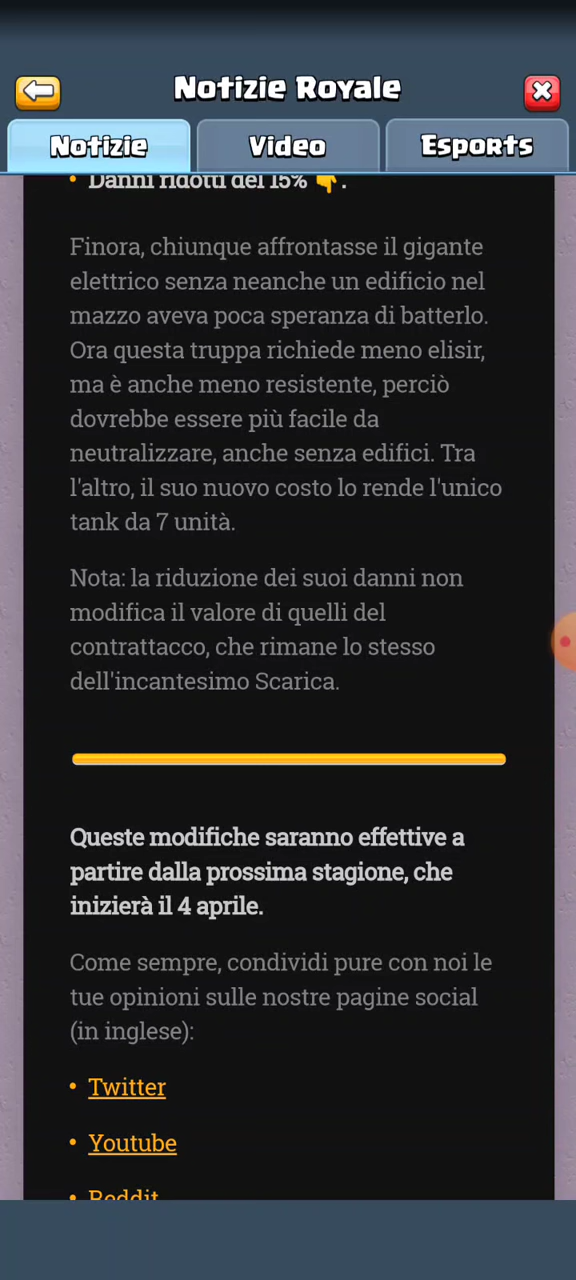 Notizie Royale
Notizie
Video
Esports
• Danni ridotti del 15% 👇.
Finora, chiunque affrontasse il gigante
elettrico senza neanche un edificio nel
mazzo aveva poca speranza di batterlo.
Ora questa truppa richiede meno elisir,
ma è anche meno resistente, perciò
dovrebbe essere più facile da
neutralizzare, anche senza edifici. Tra
l'altro, il suo nuovo costo lo rende l'unico
tank da 7 unità.
Nota: la riduzione dei suoi danni non
modifica il valore di quelli del
contrattacco, che rimane lo stesso
dell'incantesimo Scarica.
Queste modifiche saranno effettive a
partire dalla prossima stagione, che
inizierà il 4 aprile.
Come sempre, condividi pure con noi le
tue opinioni sulle nostre pagine social
(in inglese):
• Twitter
• Youtube
• Reddit